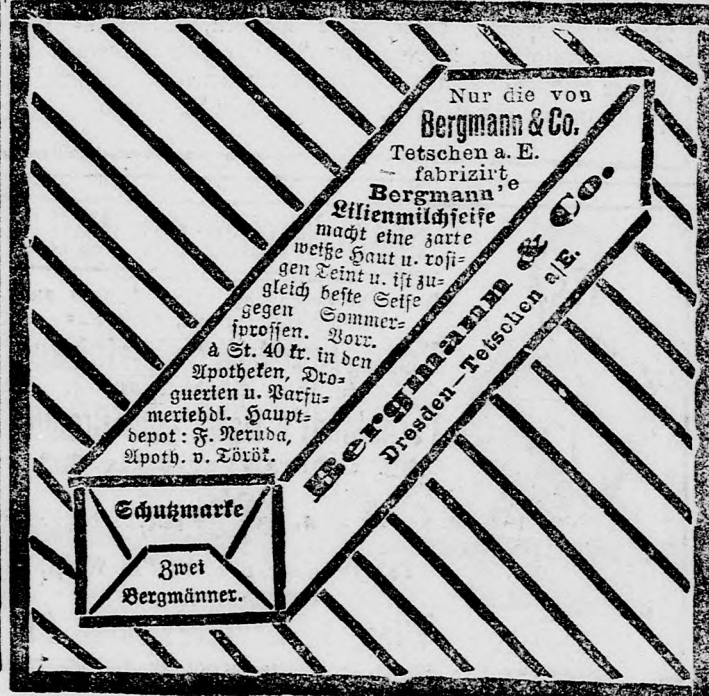 Nur die von
Bergmann & Co.
Tetschen a. E.
fabrizirt
Bergmann'e
Lilienmilchseife
macht eine zarte
weiße Haut u. rosi=
gen Teint u. ist zu=
gleich beste Seife
gegen Sommer=
sprossen. Vorr.
à St. 40 kr. in den
Apotheken, Dro=
guerien u. Parfu=
meriehdl. Haupt=
depot: F. Neruda,
Apoth. v. Török.
Bergmann & Co.
Dresden—Tetschen a/E.
Schutzmarke
Zwei
Bergmänner.